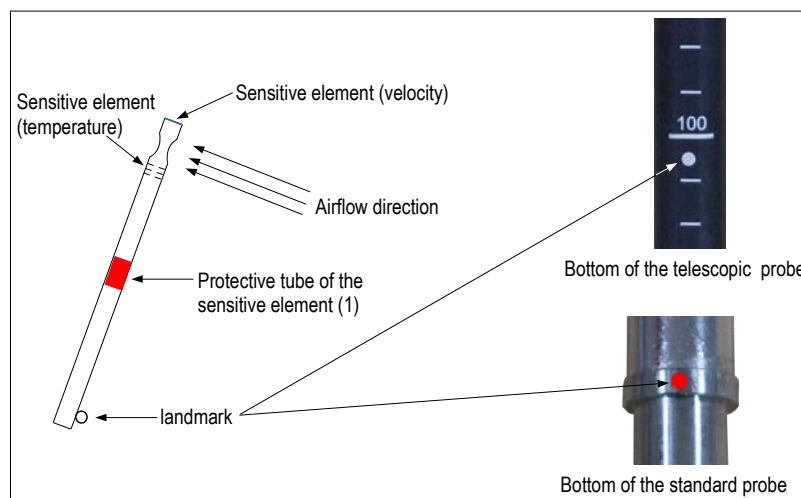 Sensitive element (velocity)
Sensitive element
(temperature)
100
Airflow direction
Bottom of the telescopic probe
Protective tube of the
sensitive element (1)
landmark
Bottom of the standard probe